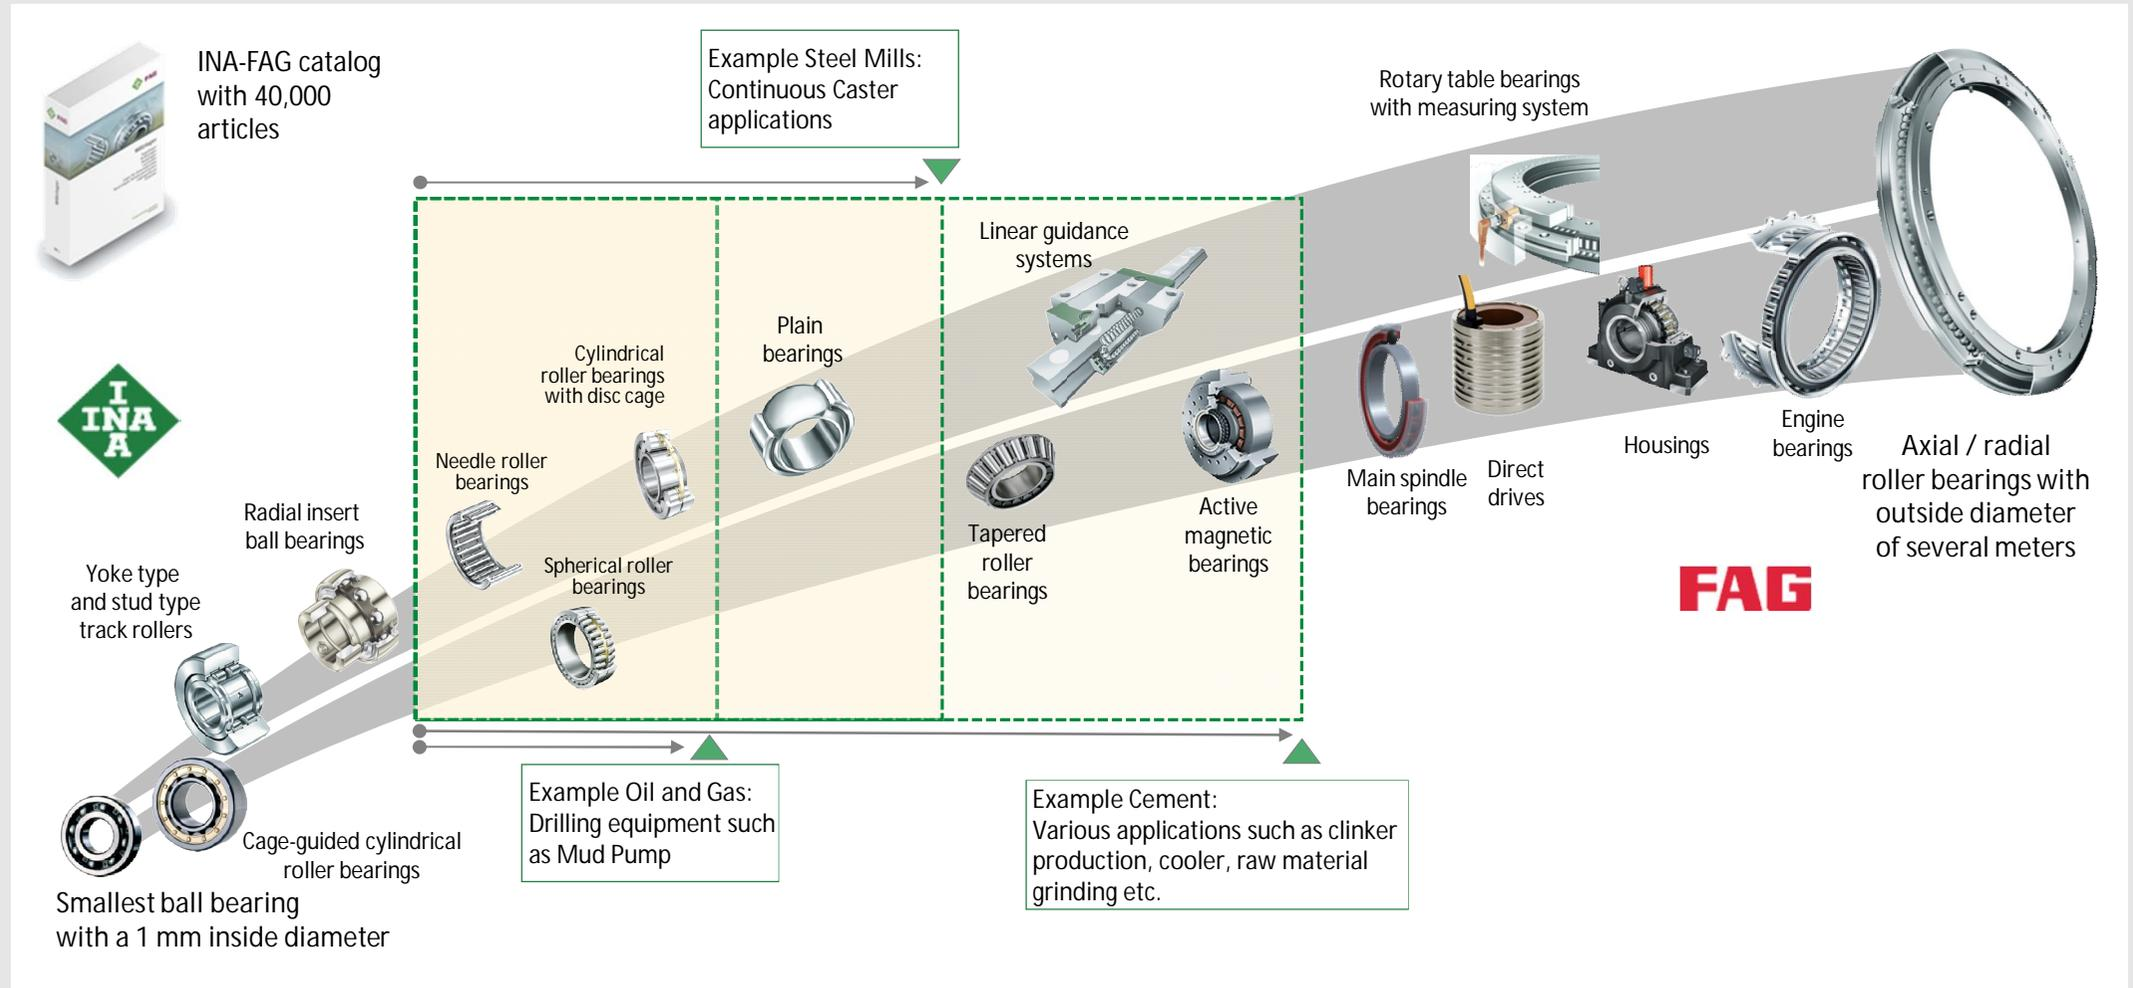 INA-FAG catalog
with 40,000
articles
Example Steel Mills:
Continuous Caster
applications
Rotary table bearings
with measuring system
Linear guidance
systems
Plain
bearings
Cylindrical
roller bearings
with disc cage
Needle roller
bearings
Spherical roller
bearings
Tapered
roller
bearings
Active
magnetic
bearings
Main spindle
bearings
Direct
drives
Housings
Engine
bearings
Axial / radial
roller bearings with
outside diameter
of several meters
FAG
I
INA
A
Radial insert
ball bearings
Yoke type
and stud type
track rollers
Cage-guided cylindrical
roller bearings
Smallest ball bearing
with a 1 mm inside diameter
Example Oil and Gas:
Drilling equipment such
as Mud Pump
Example Cement:
Various applications such as clinker
production, cooler, raw material
grinding etc.